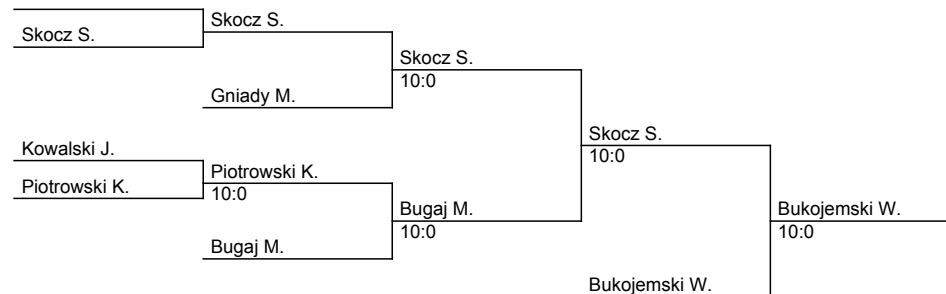 Skocz S.
Skocz S.
Skocz S.
10:0
Gniady M.
Skocz S.
10:0
Kowalski J.
Piotrowski K.
Piotrowski K.
10:0
Bugaj M.
10:0
Bukojemski W.
10:0
Bugaj M.
Bukojemski W.